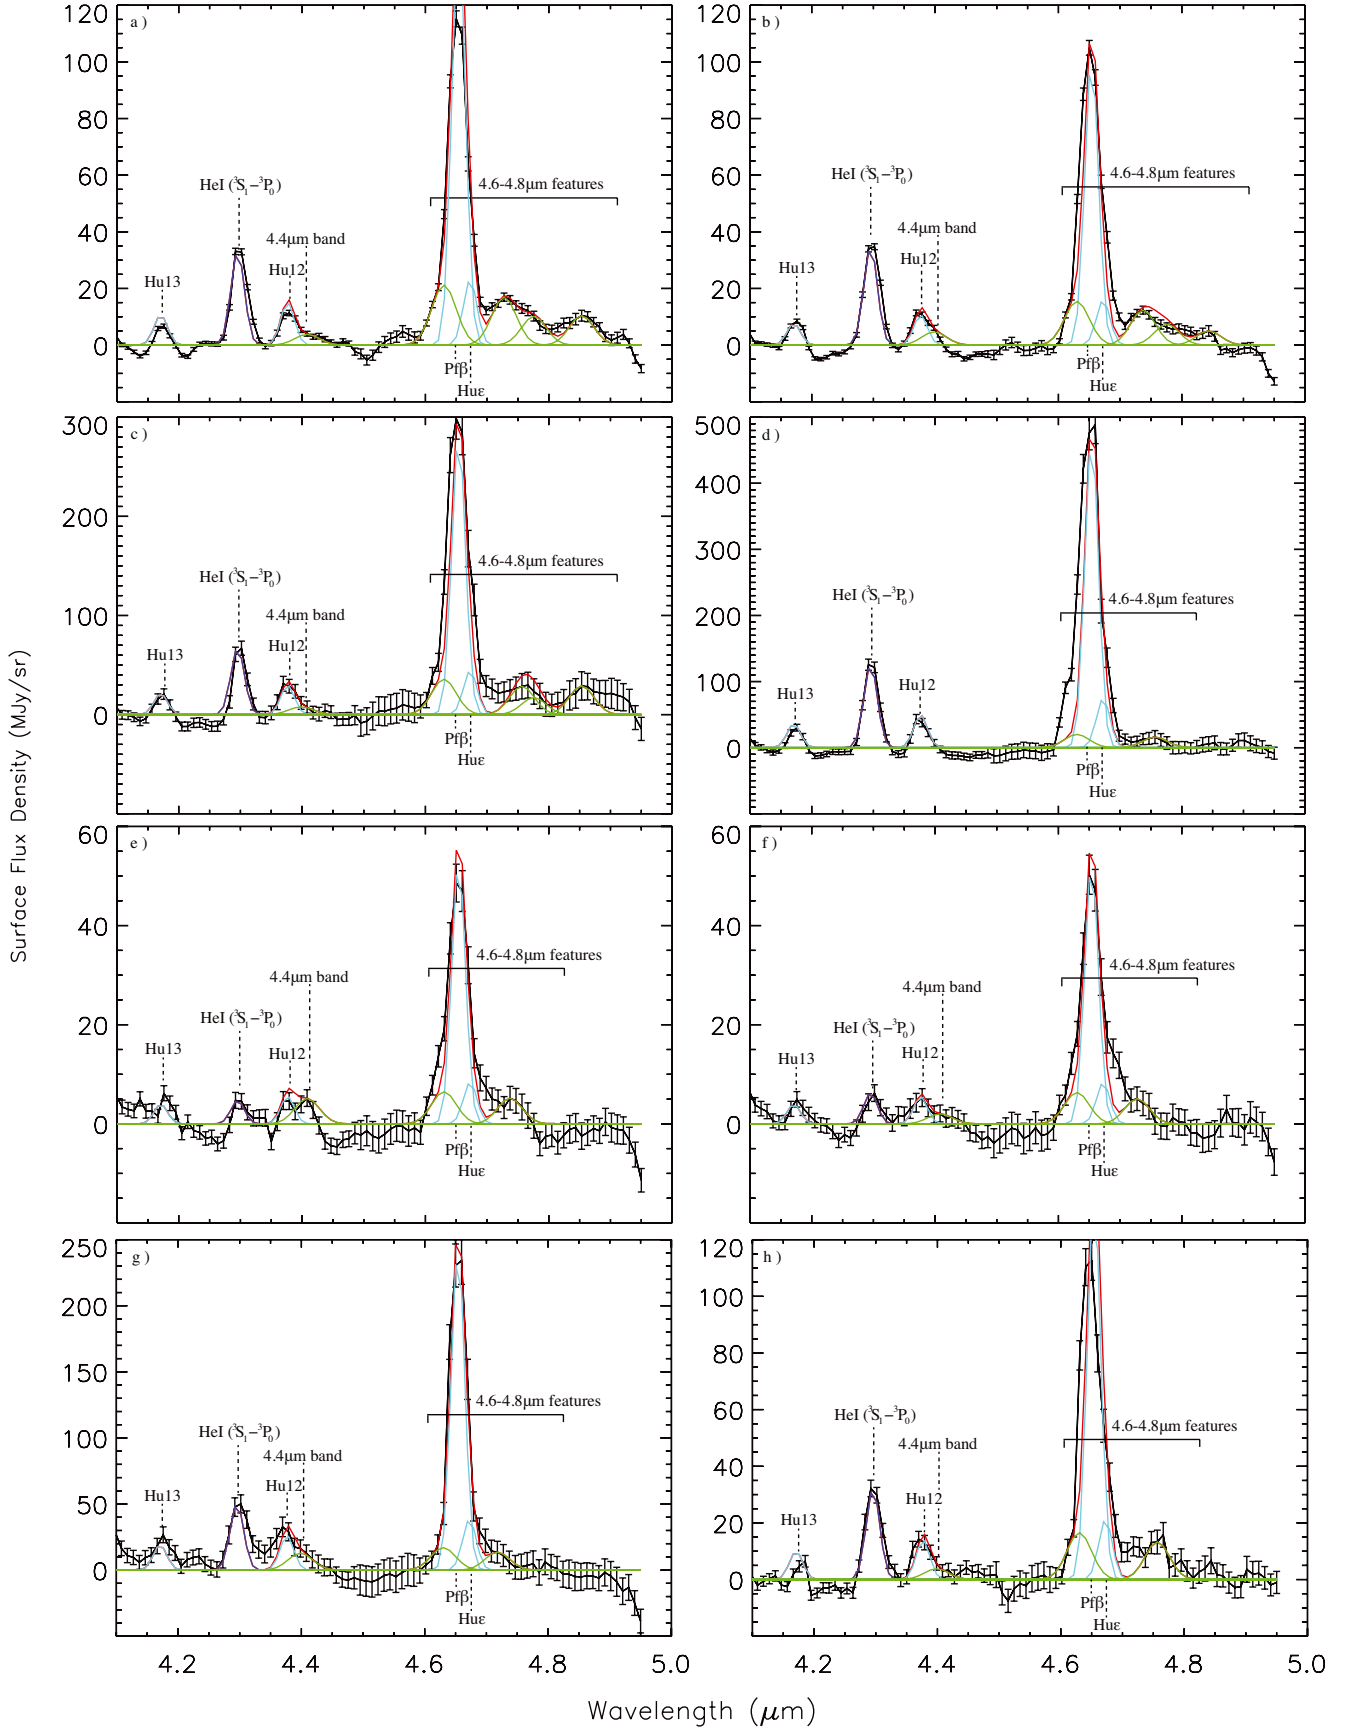 Surface Flux Density (MJy/sr)
a )
120
100
80
60
40
20
0
HeI (³S₁−³P₀)
4.6-4.8μm features
4.4μm band
Hu13
Hu12
Pfβ
Huε
b )
120
100
80
60
40
20
0
HeI (³S₁−³P₀)
4.6-4.8μm features
4.4μm band
Hu13
Hu12
Pfβ
Huε
c )
300
200
100
0
HeI (³S₁−³P₀)
4.6-4.8μm features
4.4μm band
Hu13
Hu12
Pfβ
Huε
d )
500
400
300
200
100
0
HeI (³S₁−³P₀)
4.6-4.8μm features
Hu13
Hu12
Pfβ
Huε
e )
60
40
20
0
4.6-4.8μm features
4.4μm band
HeI (³S₁−³P₀)
Hu13
Hu12
Pfβ
Huε
f )
60
40
20
0
4.6-4.8μm features
4.4μm band
HeI (³S₁−³P₀)
Hu13
Hu12
Pfβ
Huε
g )
250
200
150
100
50
0
4.6-4.8μm features
HeI (³S₁−³P₀)
4.4μm band
Hu13
Hu12
Pfβ
Huε
4.2
4.4
4.6
4.8
5.0
h )
120
100
80
60
40
20
0
HeI (³S₁−³P₀)
4.6-4.8μm features
4.4μm band
Hu13
Hu12
Pfβ
Huε
4.2
4.4
4.6
4.8
5.0
Wavelength (μm)